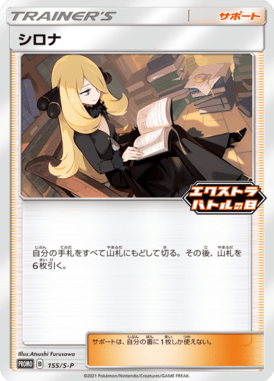 TRAINER'S サポート
シロナ
エクストラ
バトルの日
自分の手札をすべて山札にもどして切る。その後、山札を
6枚引く。
サポートは、自分の番に1枚しか使えない。
Illus.Atsushi Furusawa
PROMO 155/S-P
©2021 Pokémon/Nintendo/Creatures/GAME FREAK.